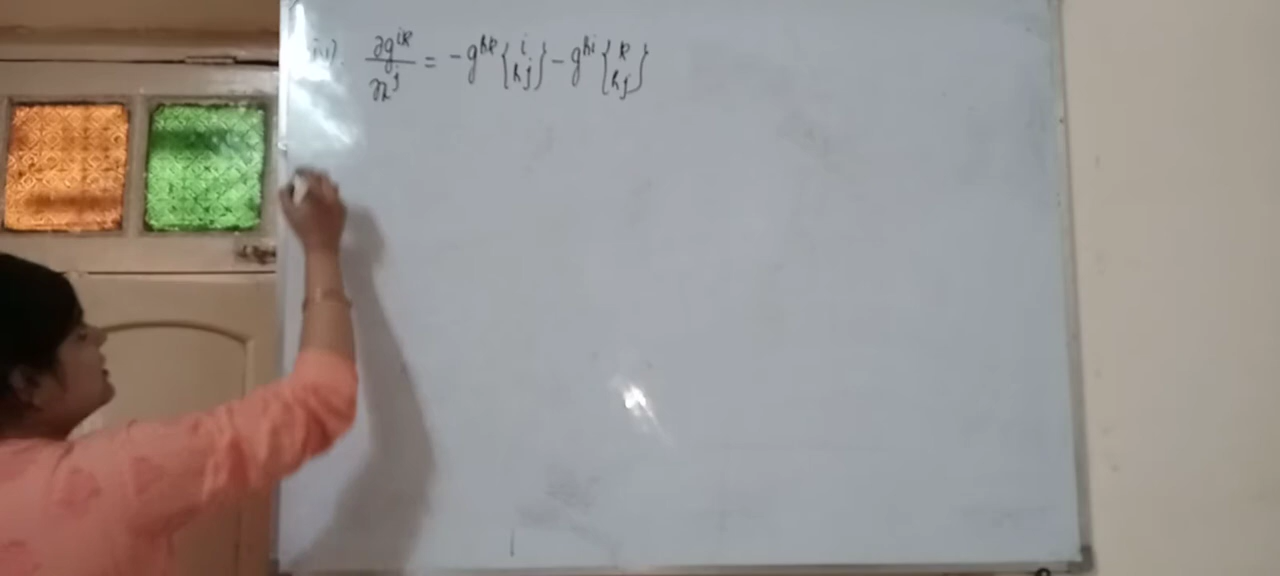 iv). ∂g^{ik}/∂x^j = -g^{hk} {i hj} - g^{hi} {k hj}